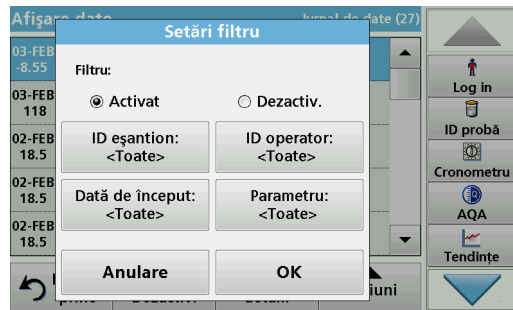 Afișare date
Jurnal de date (27)
Setări filtru
03-FEB
-8.55
03-FEB
118
02-FEB
18.5
02-FEB
18.5
02-FEB
18.5
Filtru:
Activat
Dezactiv.
ID eșantion:
<Toate>
ID operator:
<Toate>
Dată de început:
<Toate>
Parametru:
<Toate>
Anulare
OK
Log in
ID probă
Cronometru
AQA
Tendințe